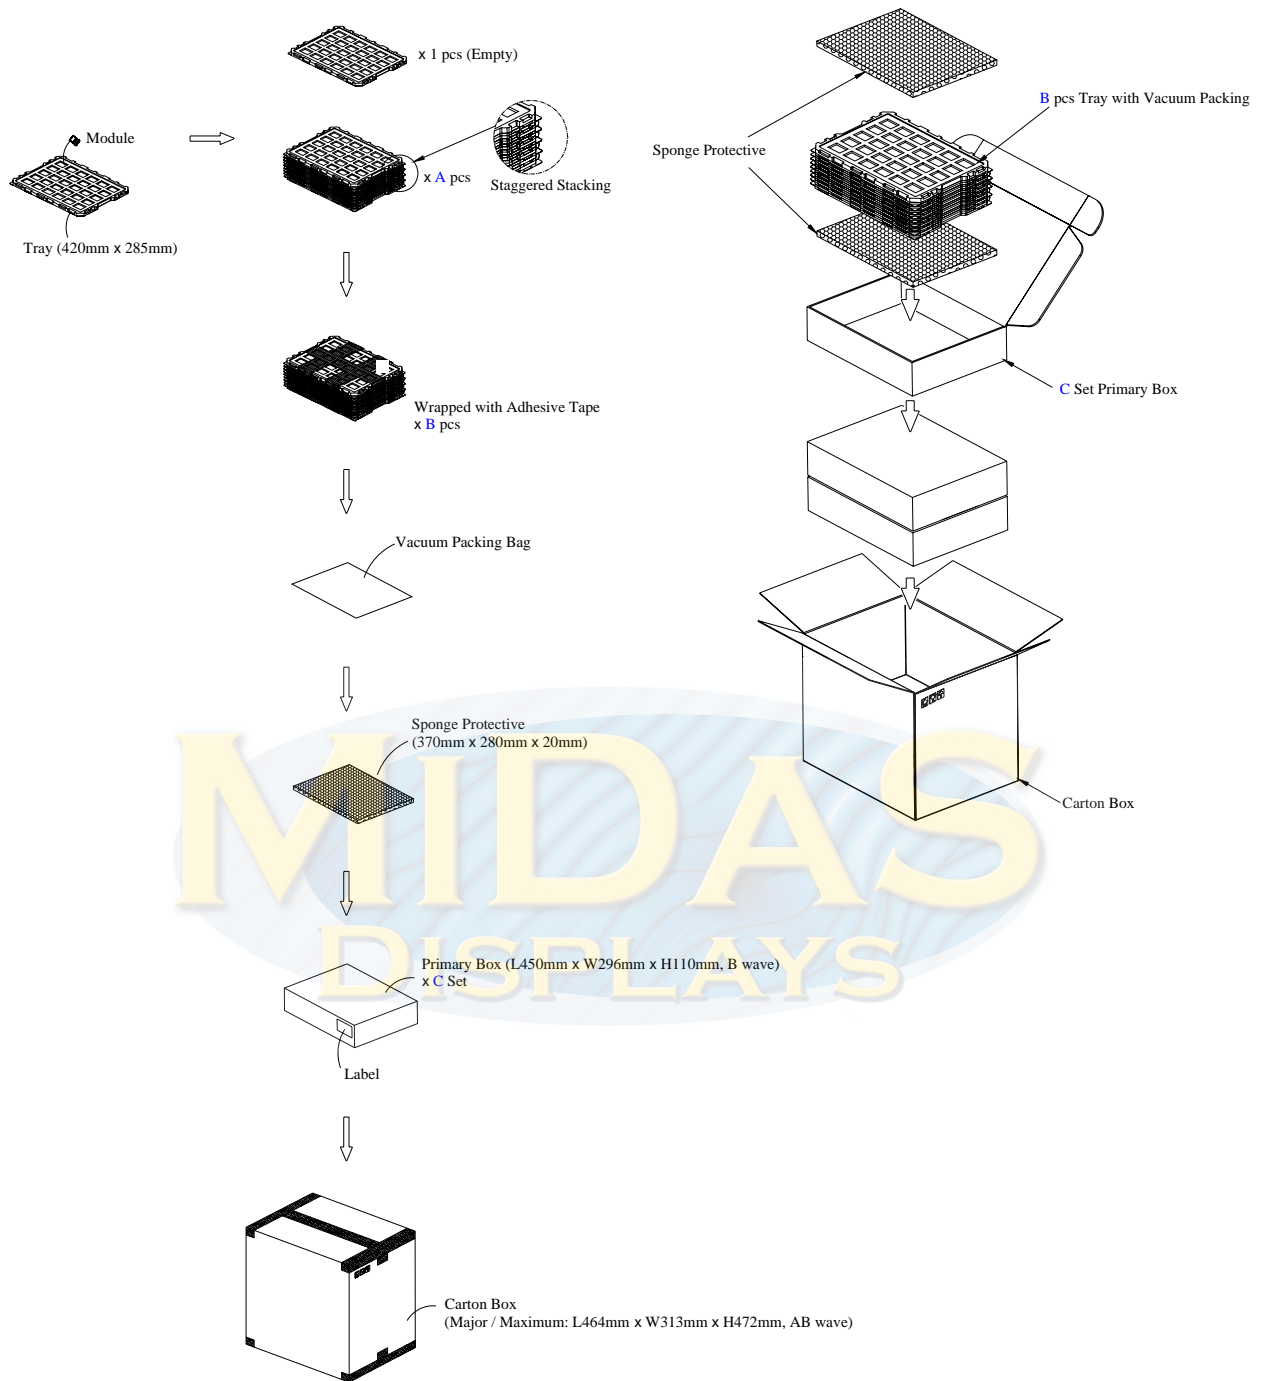 x 1 pcs (Empty)
Module
x A pcs
Staggered Stacking
Tray (420mm x 285mm)
Wrapped with Adhesive Tape
x B pcs
Vacuum Packing Bag
Sponge Protective
(370mm x 280mm x 20mm)
Primary Box (L450mm x W296mm x H110mm, B wave)
x C Set
Label
Carton Box
(Major / Maximum: L464mm x W313mm x H472mm, AB wave)
B pcs Tray with Vacuum Packing
Sponge Protective
C Set Primary Box
Carton Box
MIDAS
DISPLAYS